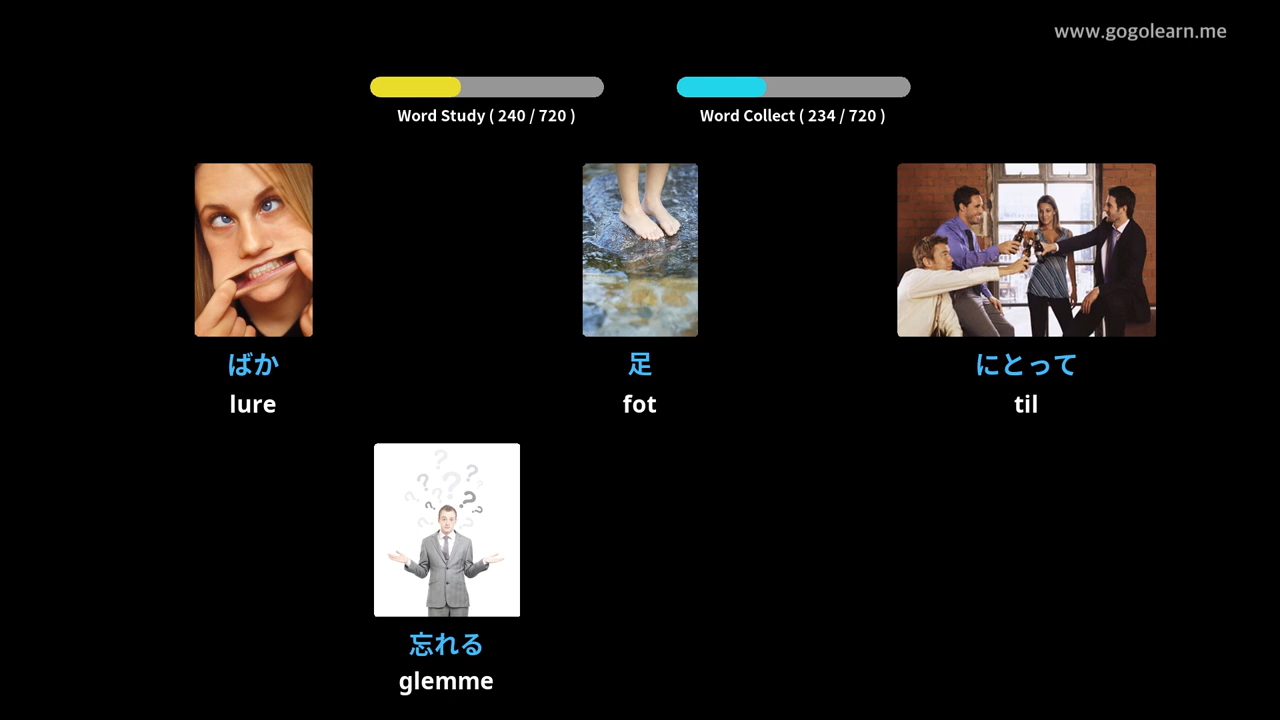 www.gogolearn.me
Word Study ( 240 / 720 )
Word Collect ( 234 / 720 )
ばか
lure
足
fot
にとって
til
忘れる
glemme